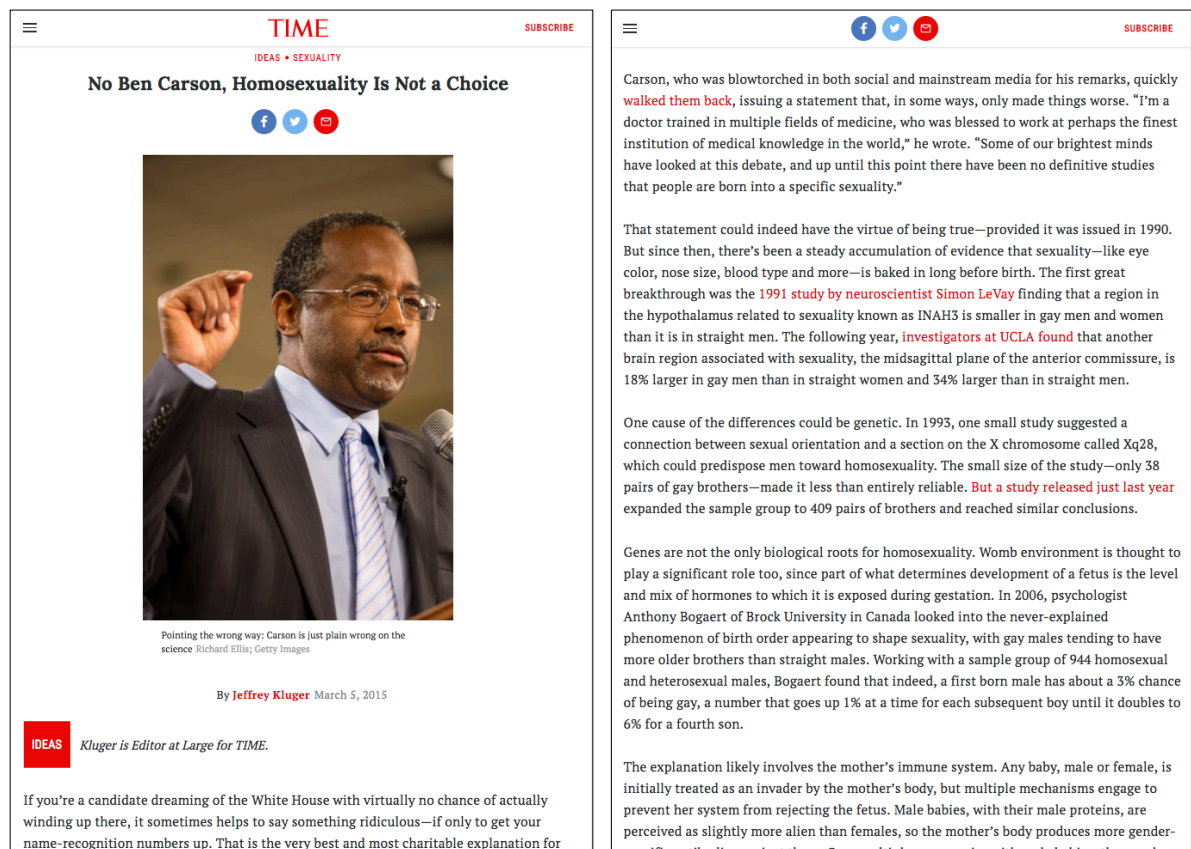 TIME
SUBSCRIBE
IDEAS • SEXUALITY
No Ben Carson, Homosexuality Is Not a Choice
Pointing the wrong way: Carson is just plain wrong on the
science Richard Ellis; Getty Images
By Jeffrey Kluger March 5, 2015
IDEAS
Kluger is Editor at Large for TIME.
If you're a candidate dreaming of the White House with virtually no chance of actually
winding up there, it sometimes helps to say something ridiculous—if only to get your
name-recognition numbers up. That is the very best and most charitable explanation for
SUBSCRIBE
Carson, who was blowtorched in both social and mainstream media for his remarks, quickly
walked them back, issuing a statement that, in some ways, only made things worse. “I'm a
doctor trained in multiple fields of medicine, who was blessed to work at perhaps the finest
institution of medical knowledge in the world,” he wrote. “Some of our brightest minds
have looked at this debate, and up until this point there have been no definitive studies
that people are born into a specific sexuality.”
That statement could indeed have the virtue of being true—provided it was issued in 1990.
But since then, there's been a steady accumulation of evidence that sexuality—like eye
color, nose size, blood type and more—is baked in long before birth. The first great
breakthrough was the 1991 study by neuroscientist Simon LeVay finding that a region in
the hypothalamus related to sexuality known as INAH3 is smaller in gay men and women
than it is in straight men. The following year, investigators at UCLA found that another
brain region associated with sexuality, the midsagittal plane of the anterior commissure, is
18% larger in gay men than in straight women and 34% larger than in straight men.
One cause of the differences could be genetic. In 1993, one small study suggested a
connection between sexual orientation and a section on the X chromosome called Xq28,
which could predispose men toward homosexuality. The small size of the study—only 38
pairs of gay brothers—made it less than entirely reliable. But a study released just last year
expanded the sample group to 409 pairs of brothers and reached similar conclusions.
Genes are not the only biological roots for homosexuality. Womb environment is thought to
play a significant role too, since part of what determines development of a fetus is the level
and mix of hormones to which it is exposed during gestation. In 2006, psychologist
Anthony Bogaert of Brock University in Canada looked into the never-explained
phenomenon of birth order appearing to shape sexuality, with gay males tending to have
more older brothers than straight males. Working with a sample group of 944 homosexual
and heterosexual males, Bogaert found that indeed, a first born male has about a 3% chance
of being gay, a number that goes up 1% at a time for each subsequent boy until it doubles to
6% for a fourth son.
The explanation likely involves the mother's immune system. Any baby, male or female, is
initially treated as an invader by the mother's body, but multiple mechanisms engage to
prevent her system from rejecting the fetus. Male babies, with their male proteins, are
perceived as slightly more alien than females, so the mother's body produces more gender-